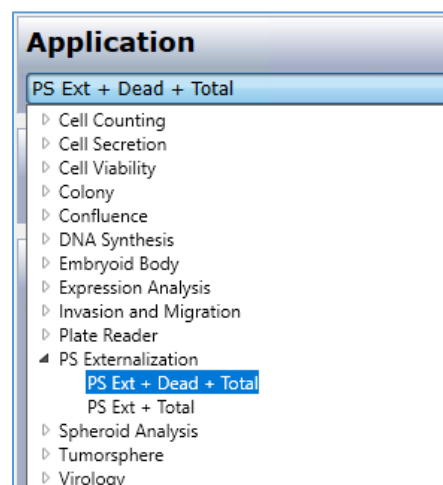 Application
PS Ext + Dead + Total
Cell Counting
Cell Secretion
Cell Viability
Colony
Confluence
DNA Synthesis
Embryoid Body
Expression Analysis
Invasion and Migration
Plate Reader
PS Externalization
PS Ext + Dead + Total
PS Ext + Total
Spheroid Analysis
Tumorsphere
Virology